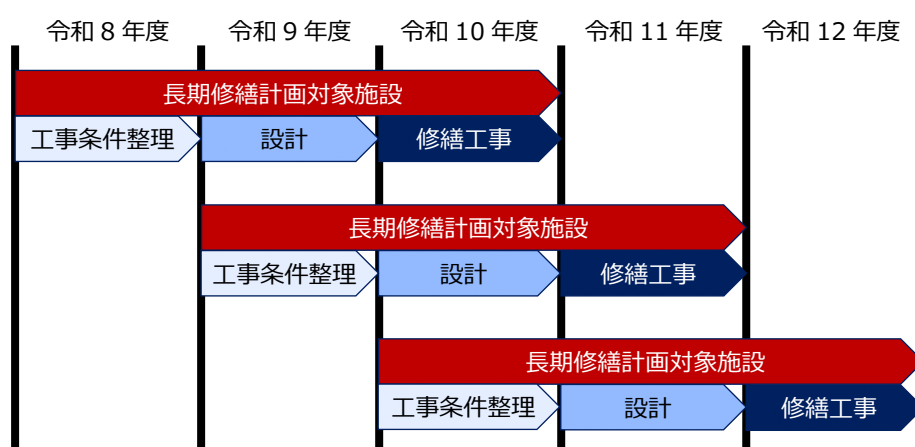 令和 8 年度 令和 9 年度 令和 10 年度 令和 11 年度 令和 12 年度
長期修繕計画対象施設
工事条件整理 設計 修繕工事
長期修繕計画対象施設
工事条件整理 設計 修繕工事
長期修繕計画対象施設
工事条件整理 設計 修繕工事